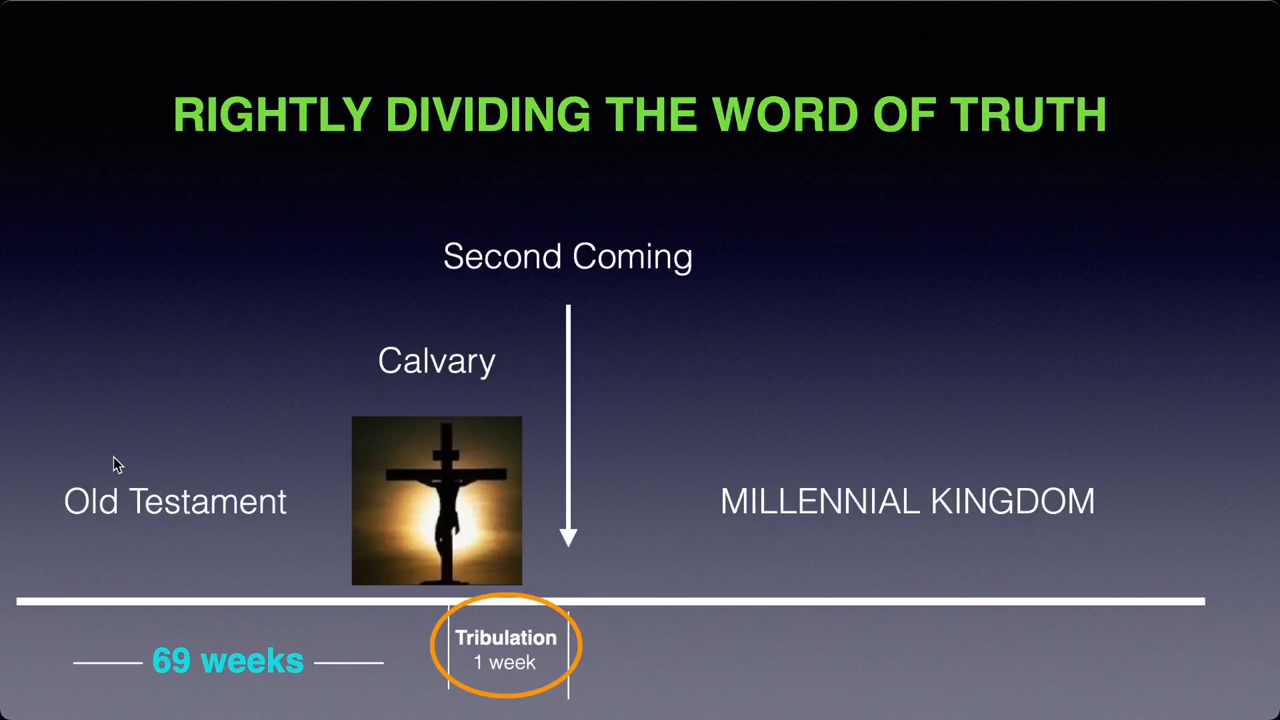 RIGHTLY DIVIDING THE WORD OF TRUTH
Second Coming
Calvary
Old Testament
MILLENNIAL KINGDOM
Tribulation
1 week
69 weeks